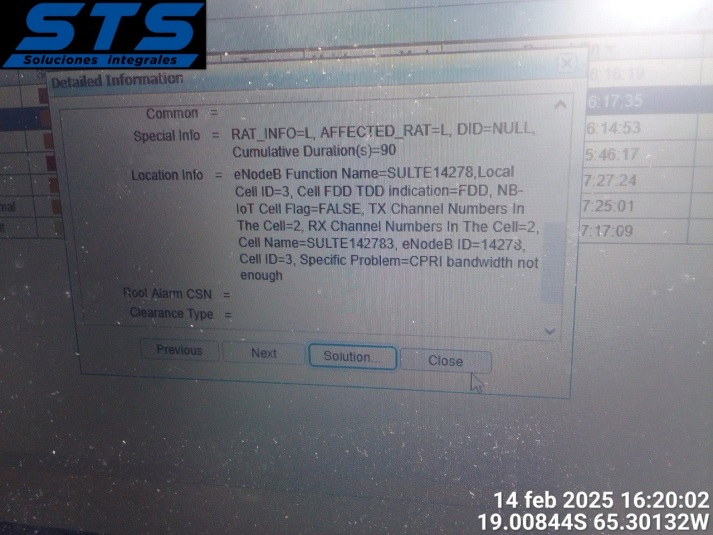 STS
Soluciones integrales
Detailed Information
Common =
Special Info = RAT_INFO=L, AFFECTED_RAT=L, DID=NULL,
Cumulative Duration(s)=90
Location Info = eNodeB Function Name=SULTE14278,Local
Cell ID=3, Cell FDD TDD indication=FDD, NB-
IoT Cell Flag=FALSE, TX Channel Numbers In
The Cell=2, RX Channel Numbers In The Cell=2,
Cell Name=SULTE142783, eNodeB ID=14278,
Cell ID=3, Specific Problem=CPRI bandwidth not
enough
Root Alarm CSN =
Clearance Type =
Previous Next Solution... Close
6:16:19
6:17:35
6:14:53
5:46:17
7:27:24
7:25:01
7:17:09
14 feb 2025 16:20:02
19.00844S 65.30132W